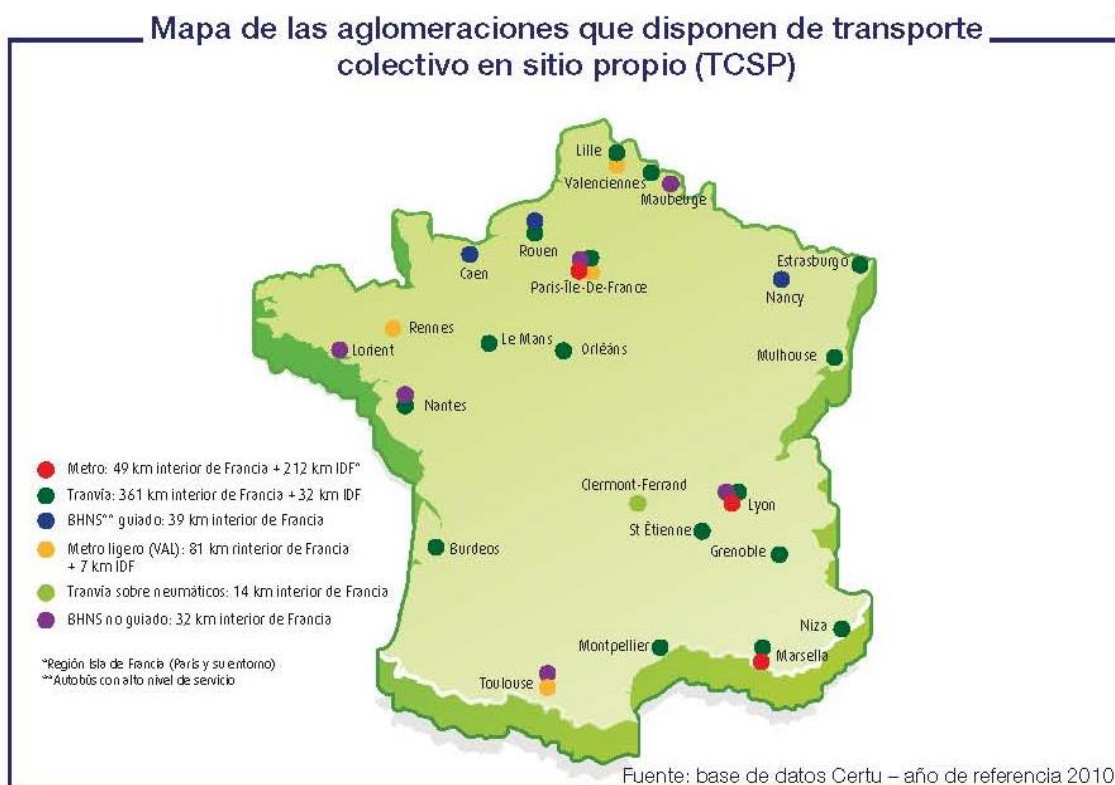 Mapa de las aglomeraciones que disponen de transporte
colectivo en sitio propio (TCSP)
Lille
Valenciennes
Maubeuge
Rouen
Caen
Paris-Île-De-France
Estrasburgo
Nancy
Rennes
Lorient
Le Mans
Orléáns
Mulhouse
Nantes
Metro: 49 km interior de Francia + 212 km IDF*
Tranvía: 361 km interior de Francia + 32 km IDF
BHNS** guiado: 39 km interior de Francia
Metro ligero (VAL): 81 km rinterior de Francia
+ 7 km IDF
Tranvía sobre neumáticos: 14 km interior de Francia
BHNS no guiado: 32 km interior de Francia
*Región Isla de Francia (Paris y su entorno)
**Autobús con alto nivel de servicio
Clermont-Ferrand
Lyon
St Étienne
Grenoble
Burdeos
Niza
Montpellier
Marsella
Toulouse
Fuente: base de datos Certu – año de referencia 2010